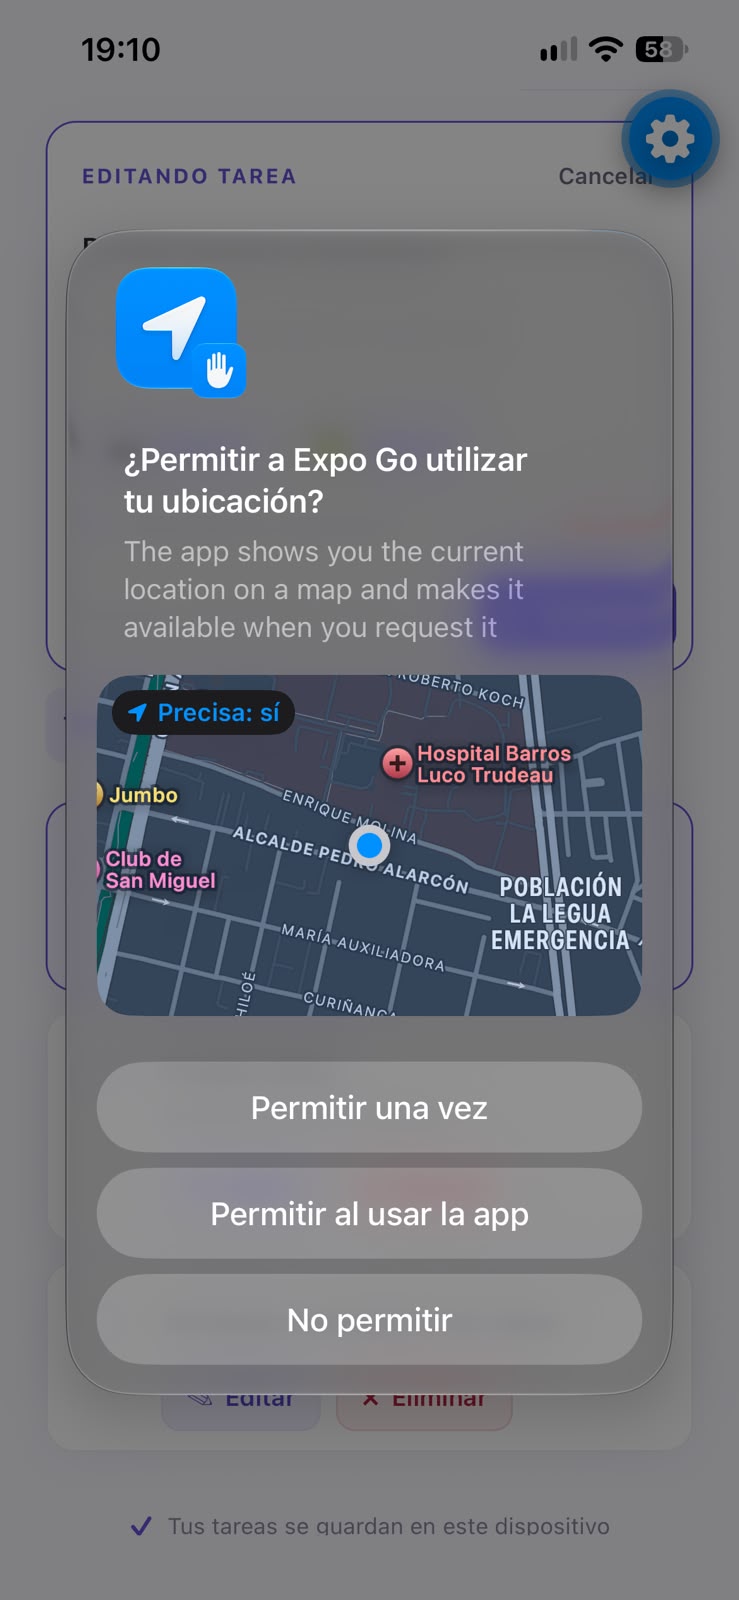 19:10
58
EDITANDO TAREA
Cancelar
¿Permitir a Expo Go utilizar
tu ubicación?
The app shows you the current
location on a map and makes it
available when you request it
Precisa: sí
ROBERTO KOCH
Hospital Barros
Luco Trudeau
Jumbo
ENRIQUE MOLINA
ALCALDE PEDRO ALARCÓN
Club de
San Miguel
POBLACIÓN
LA LEGUA
EMERGENCIA
MARÍA AUXILIADORA
HILOÉ
CURIÑANCA
Permitir una vez
Permitir al usar la app
No permitir
Editar
Eliminar
Tus tareas se guardan en este dispositivo